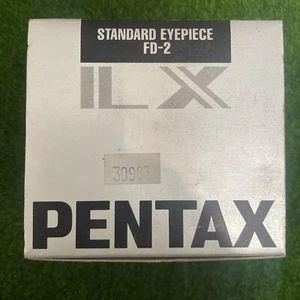 STANDARD EYEPIECE
FD-2
LX
PENTAX